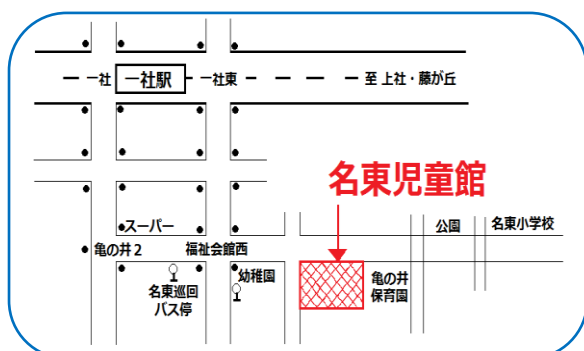 一社
一社駅
一社東
至 上社・藤が丘
名東児童館
スーパー
公園
名東小学校
亀の井2
福祉会館西
名東巡回
バス停
幼稚園
亀の井
保育園